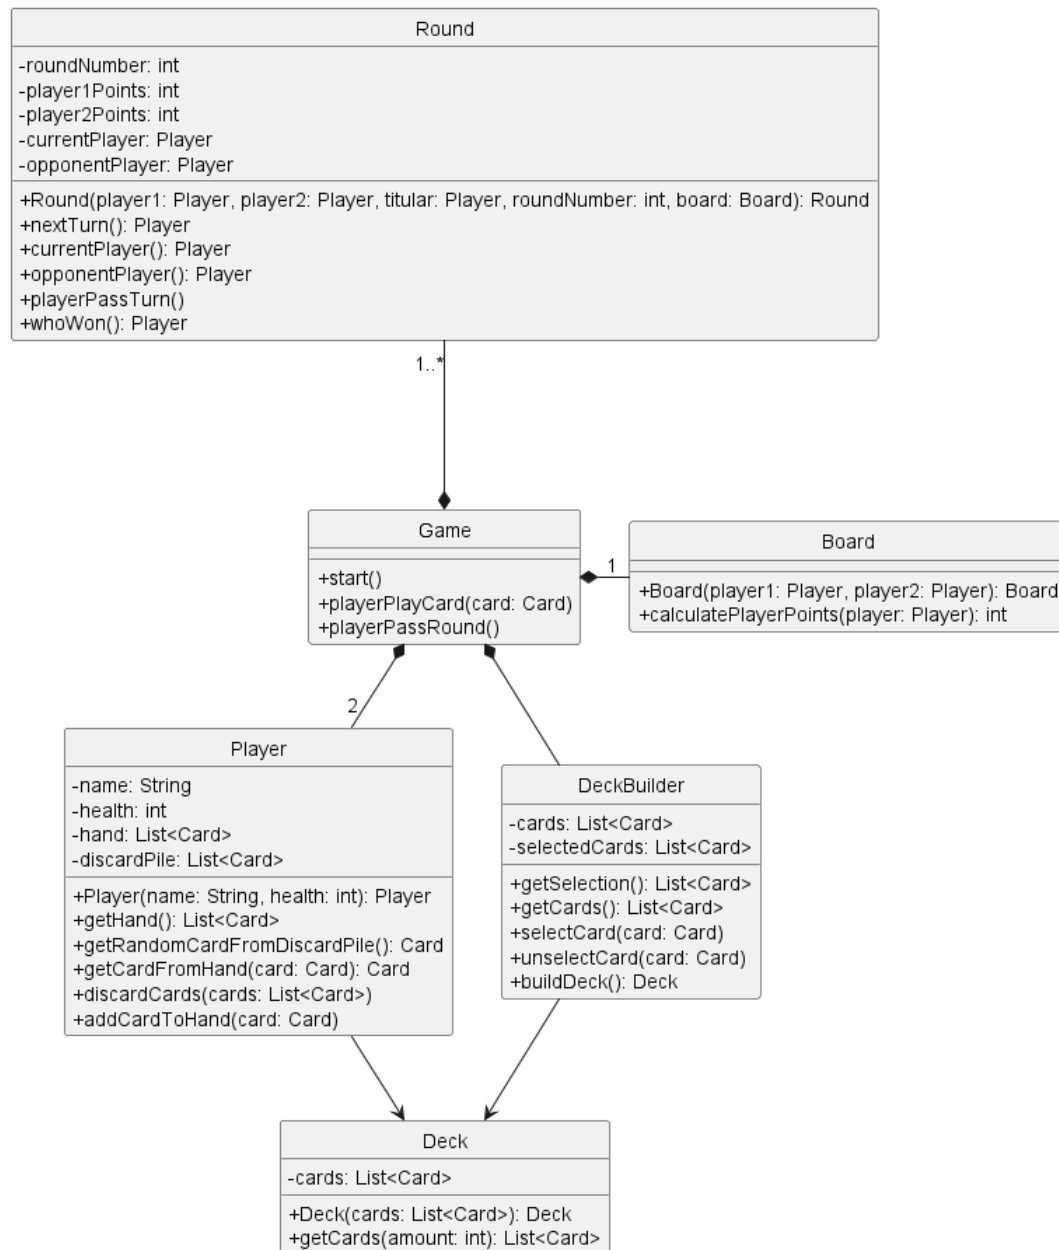 Round
-roundNumber: int
-player1Points: int
-player2Points: int
-currentPlayer: Player
-opponentPlayer: Player
+Round(player1: Player, player2: Player, titular: Player, roundNumber: int, board: Board): Round
+nextTurn(): Player
+currentPlayer(): Player
+opponentPlayer(): Player
+playerPassTurn()
+whoWon(): Player
1..*
Game
+start()
+playerPlayCard(card: Card)
+playerPassRound()
1
Board
+Board(player1: Player, player2: Player): Board
+calculatePlayerPoints(player: Player): int
2
Player
-name: String
-health: int
-hand: List<Card>
-discardPile: List<Card>
+Player(name: String, health: int): Player
+getHand(): List<Card>
+getRandomCardFromDiscardPile(): Card
+getCardFromHand(card: Card): Card
+discardCards(cards: List<Card>)
+addCardToHand(card: Card)
DeckBuilder
-cards: List<Card>
-selectedCards: List<Card>
+getSelection(): List<Card>
+getCards(): List<Card>
+selectCard(card: Card)
+unselectCard(card: Card)
+buildDeck(): Deck
Deck
-cards: List<Card>
+Deck(cards: List<Card>): Deck
+getCards(amount: int): List<Card>